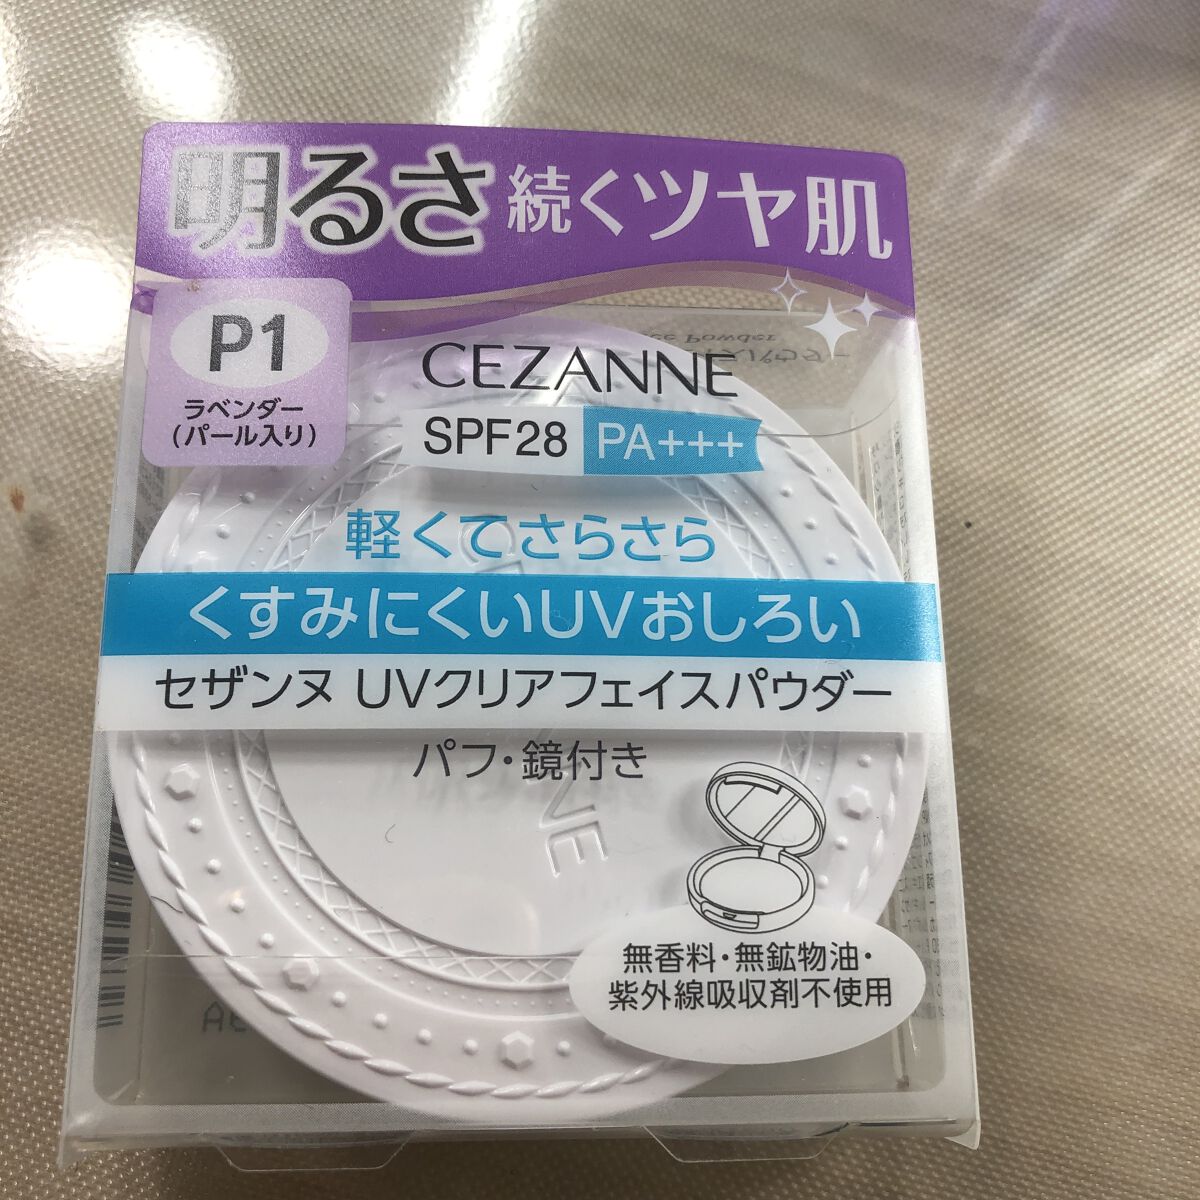 明るさ続くツヤ肌
P1
ラベンダー
(パール入り)
CEZANNE
SPF28 PA+++
軽くてさらさら
くすみにくいUVおしろい
セザンヌ UVクリアフェイスパウダー
パフ・鏡付き
無香料・無鉱物油・
紫外線吸収剤不使用